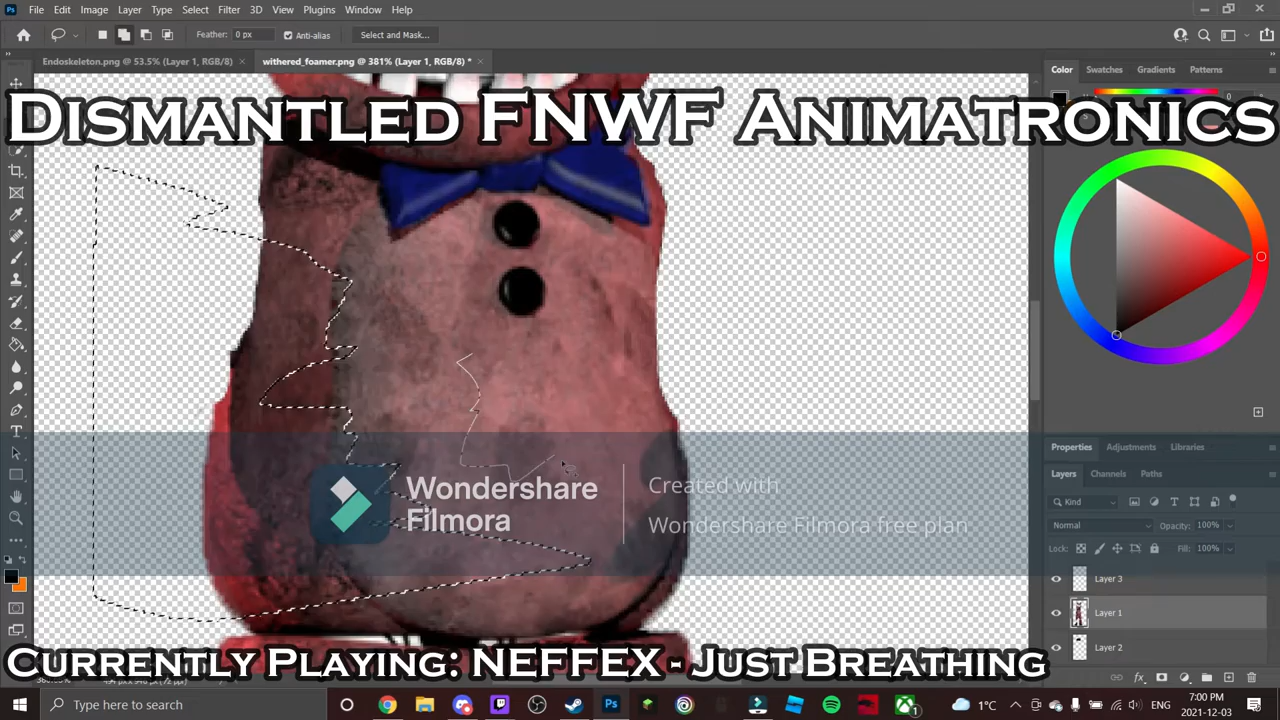 File Edit Image Layer Type Select Filter 3D View Plugins Window Help
Feather: 0 px Anti-alias Select and Mask...
Endoskeleton.png @ 53.5% (Layer 1, RGB/8) × withered_foamer.png @ 381% (Layer 1, RGB/8) * ×
Color Swatches Gradients Patterns
Dismantled FNWF Animatronics
Properties Adjustments Libraries
Layers Channels Paths
Kind
Normal Opacity: 100%
Lock: Fill: 100%
Wondershare Filmora
Created with
Wondershare Filmora free plan
Layer 3
Layer 1
Layer 2
Currently Playing: NEFFEX - Just Breathing
Type here to search
1°C
7:00 PM
2021-12-03